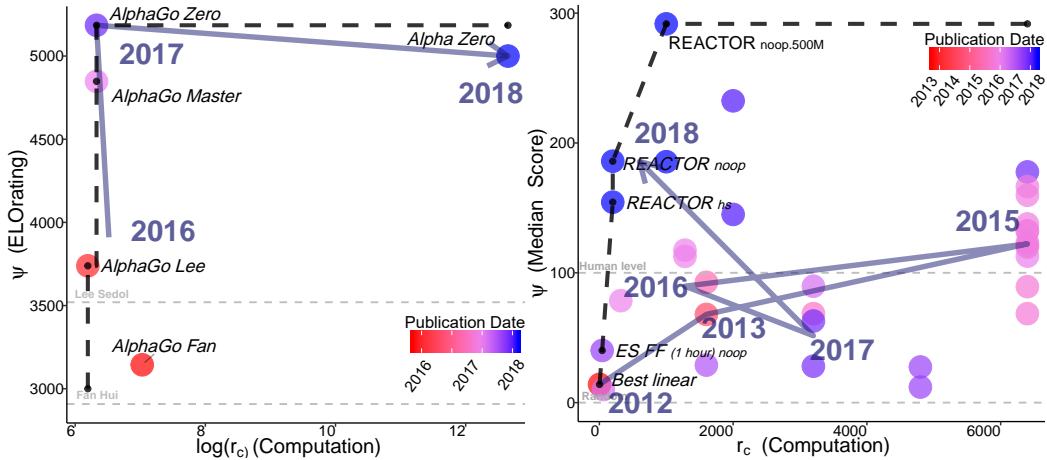 AlphaGo Zero
Alpha Zero
2017
2018
AlphaGo Master
2016
AlphaGo Lee
Lee Sedol
AlphaGo Fan
Fan Hui
Publication Date
2016
2017
2018
5000
4500
4000
3500
3000
ψ (ELOrating)
6
8
10
12
log(rc) (Computation)
REACTOR noop.500M
Publication Date
2013
2014
2015
2016
2017
2018
2018
REACTOR noop
REACTOR hs
2015
Human level
2016
2013
2017
ES FF (1 hour) noop
Best linear
Random
2012
300
200
100
0
ψ (Median Score)
0
2000
4000
6000
rc (Computation)